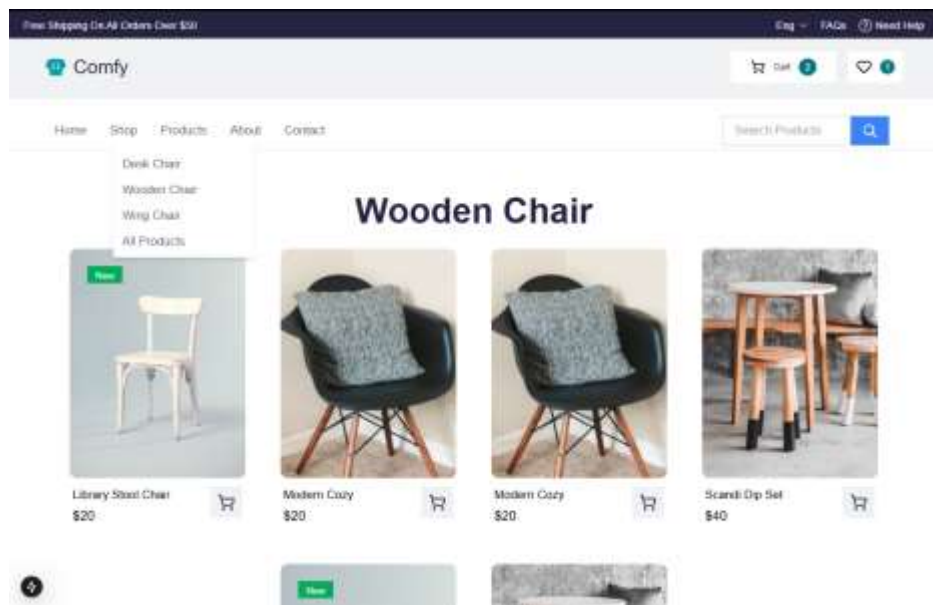 Free Shipping On All Orders Over $50
Eng FAQs Need Help
Comfy
Cart 2
1
Home Shop Products About Contact
Search Products
Desk Chair
Wooden Chair
Wing Chair
All Products
Wooden Chair
New
Library Stool Chair
$20
Modern Cozy
$20
Modern Cozy
$20
Scandi Dip Set
$40
New